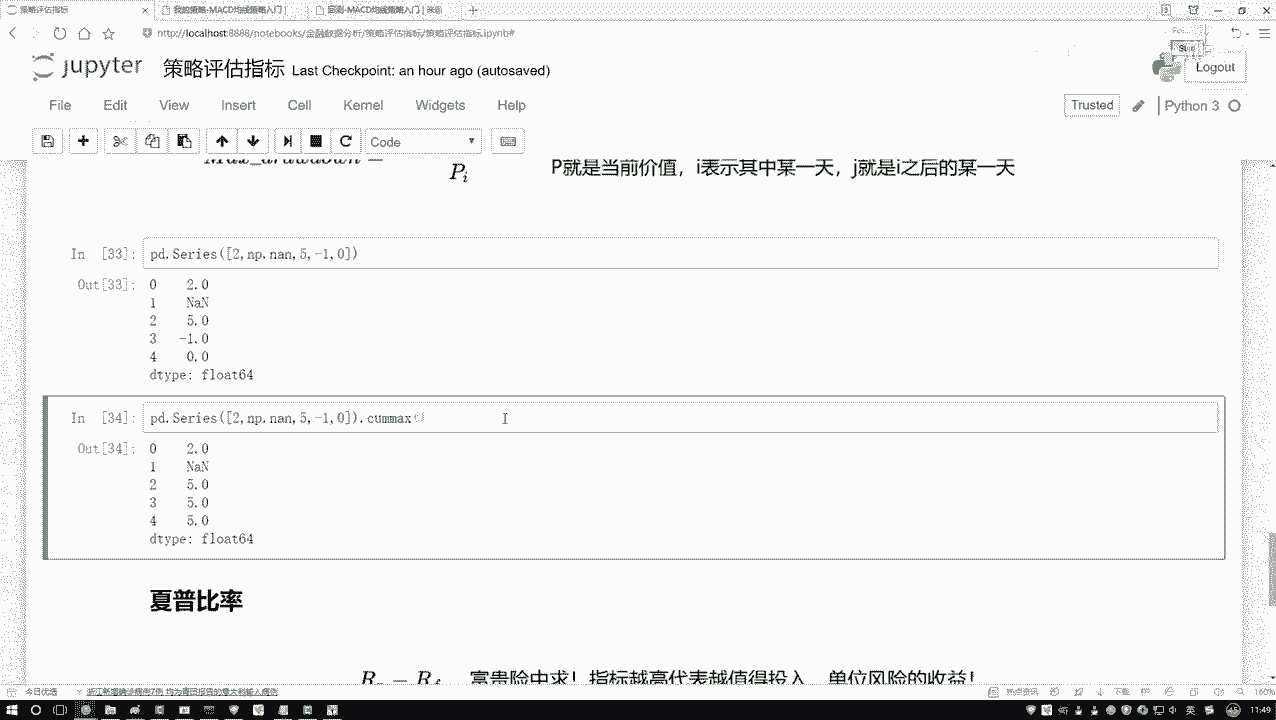 策略评估指标
我的策略-MACD均线策略入门
回测-MACD均线策略入门
http://localhost:8888/notebooks/金融数据分析/策略评估指标/策略评估指标.ipynb#
jupyter 策略评估指标 Last Checkpoint: an hour ago (autosaved)
Logout
File Edit View Insert Cell Kernel Widgets Help
Trusted Python 3
Code
Max_drawdown =
P_i P就是当前价值，i表示其中某一天，j就是i之后的某一天
In [33]: pd.Series([2,np.nan,5,-1,0])
Out[33]: 0 2.0
1 NaN
2 5.0
3 -1.0
4 0.0
dtype: float64
In [34]: pd.Series([2,np.nan,5,-1,0]).cummax()
Out[34]: 0 2.0
1 NaN
2 5.0
3 5.0
4 5.0
dtype: float64
夏普比率
富贵险中求！指标越高代表越值得投入，单位风险的收益！
今日优选
下载
160%
英
11:49